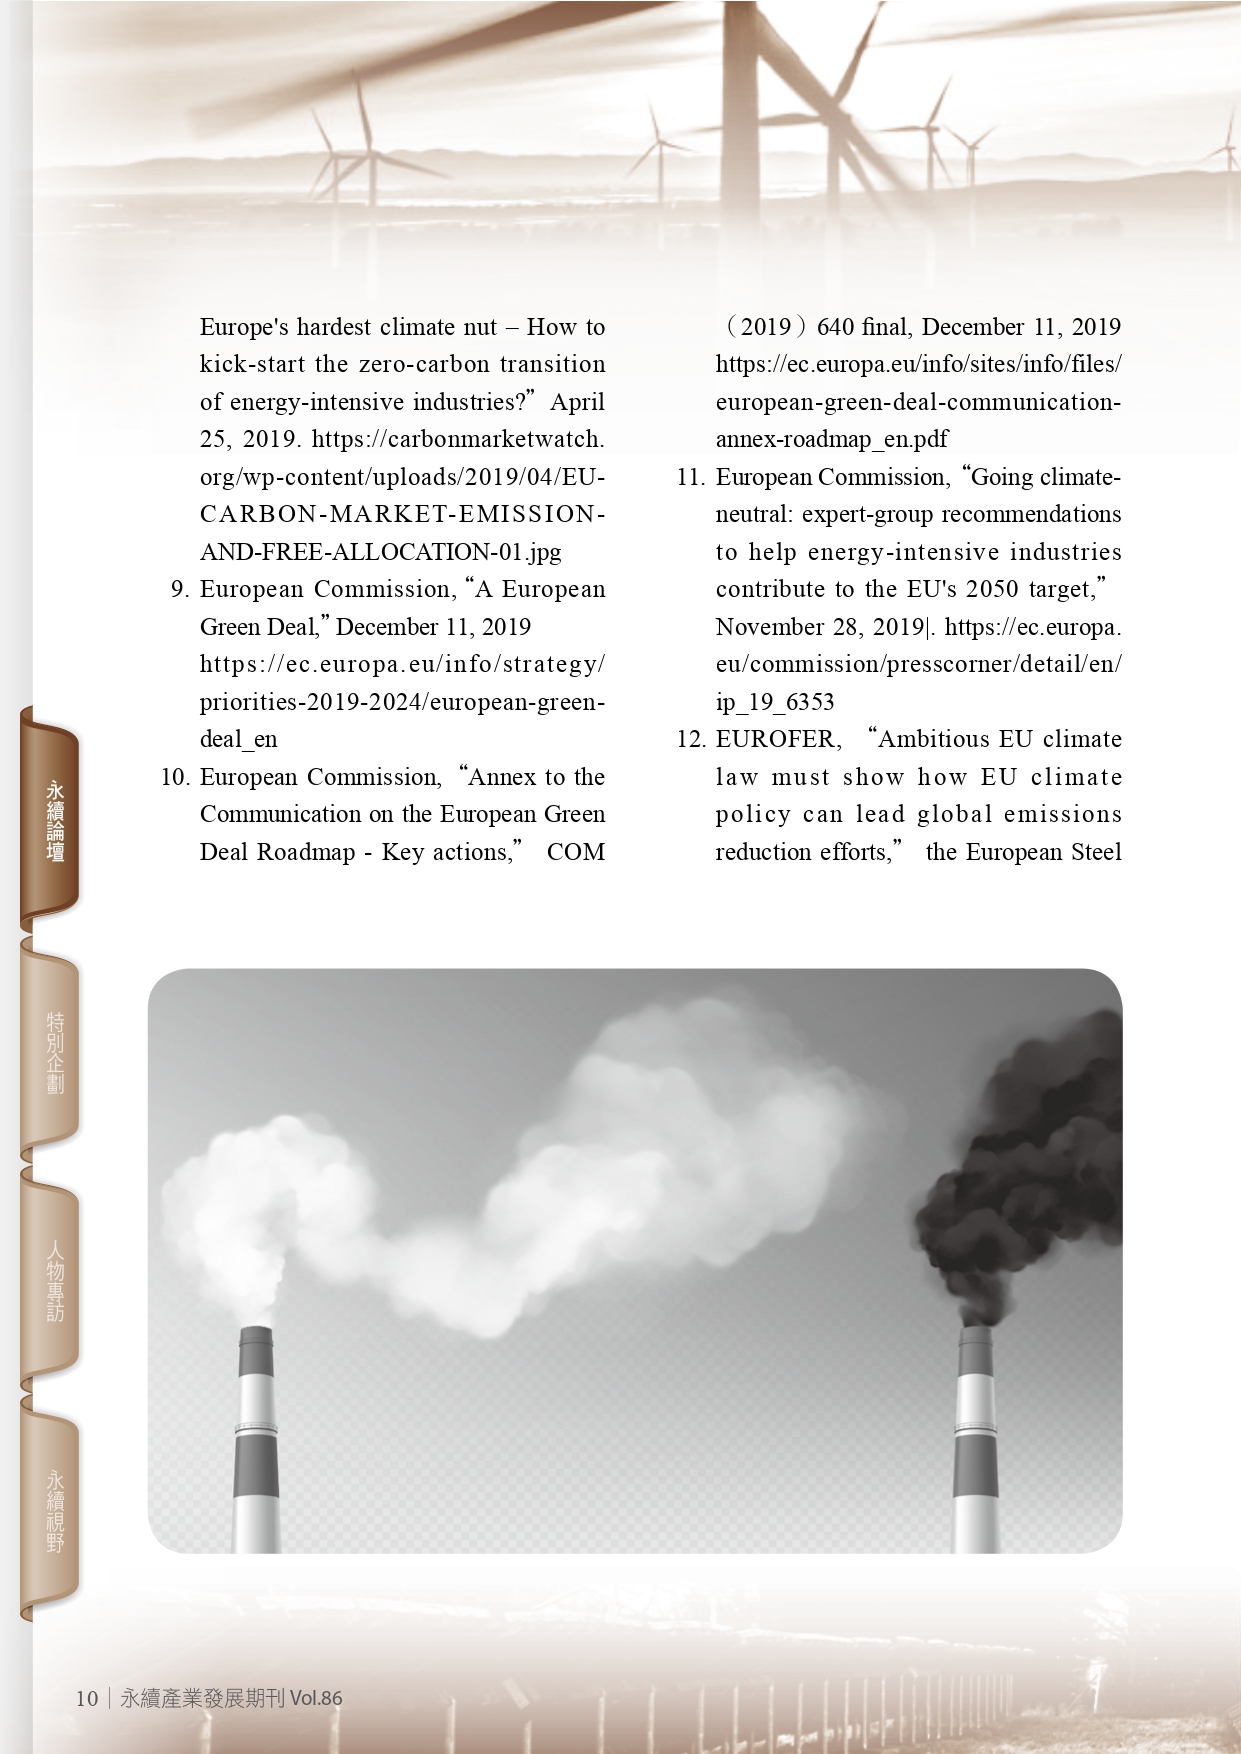 Europe's hardest climate nut – How to
kick-start the zero-carbon transition
of energy-intensive industries?” April
25, 2019. https://carbonmarketwatch.
org/wp-content/uploads/2019/04/EU-
CARBON-MARKET-EMISSION-
AND-FREE-ALLOCATION-01.jpg
9. European Commission, “A European
Green Deal,” December 11, 2019
https://ec.europa.eu/info/strategy/
priorities-2019-2024/european-green-
deal_en
10. European Commission, “Annex to the
Communication on the European Green
Deal Roadmap - Key actions,” COM
（2019）640 final, December 11, 2019
https://ec.europa.eu/info/sites/info/files/
european-green-deal-communication-
annex-roadmap_en.pdf
11. European Commission, “Going climate-
neutral: expert-group recommendations
to help energy-intensive industries
contribute to the EU's 2050 target,”
November 28, 2019|. https://ec.europa.
eu/commission/presscorner/detail/en/
ip_19_6353
12. EUROFER, “Ambitious EU climate
law must show how EU climate
policy can lead global emissions
reduction efforts,” the European Steel
永續論壇
特別企劃
人物專訪
永續視野
10｜永續產業發展期刊 Vol.86